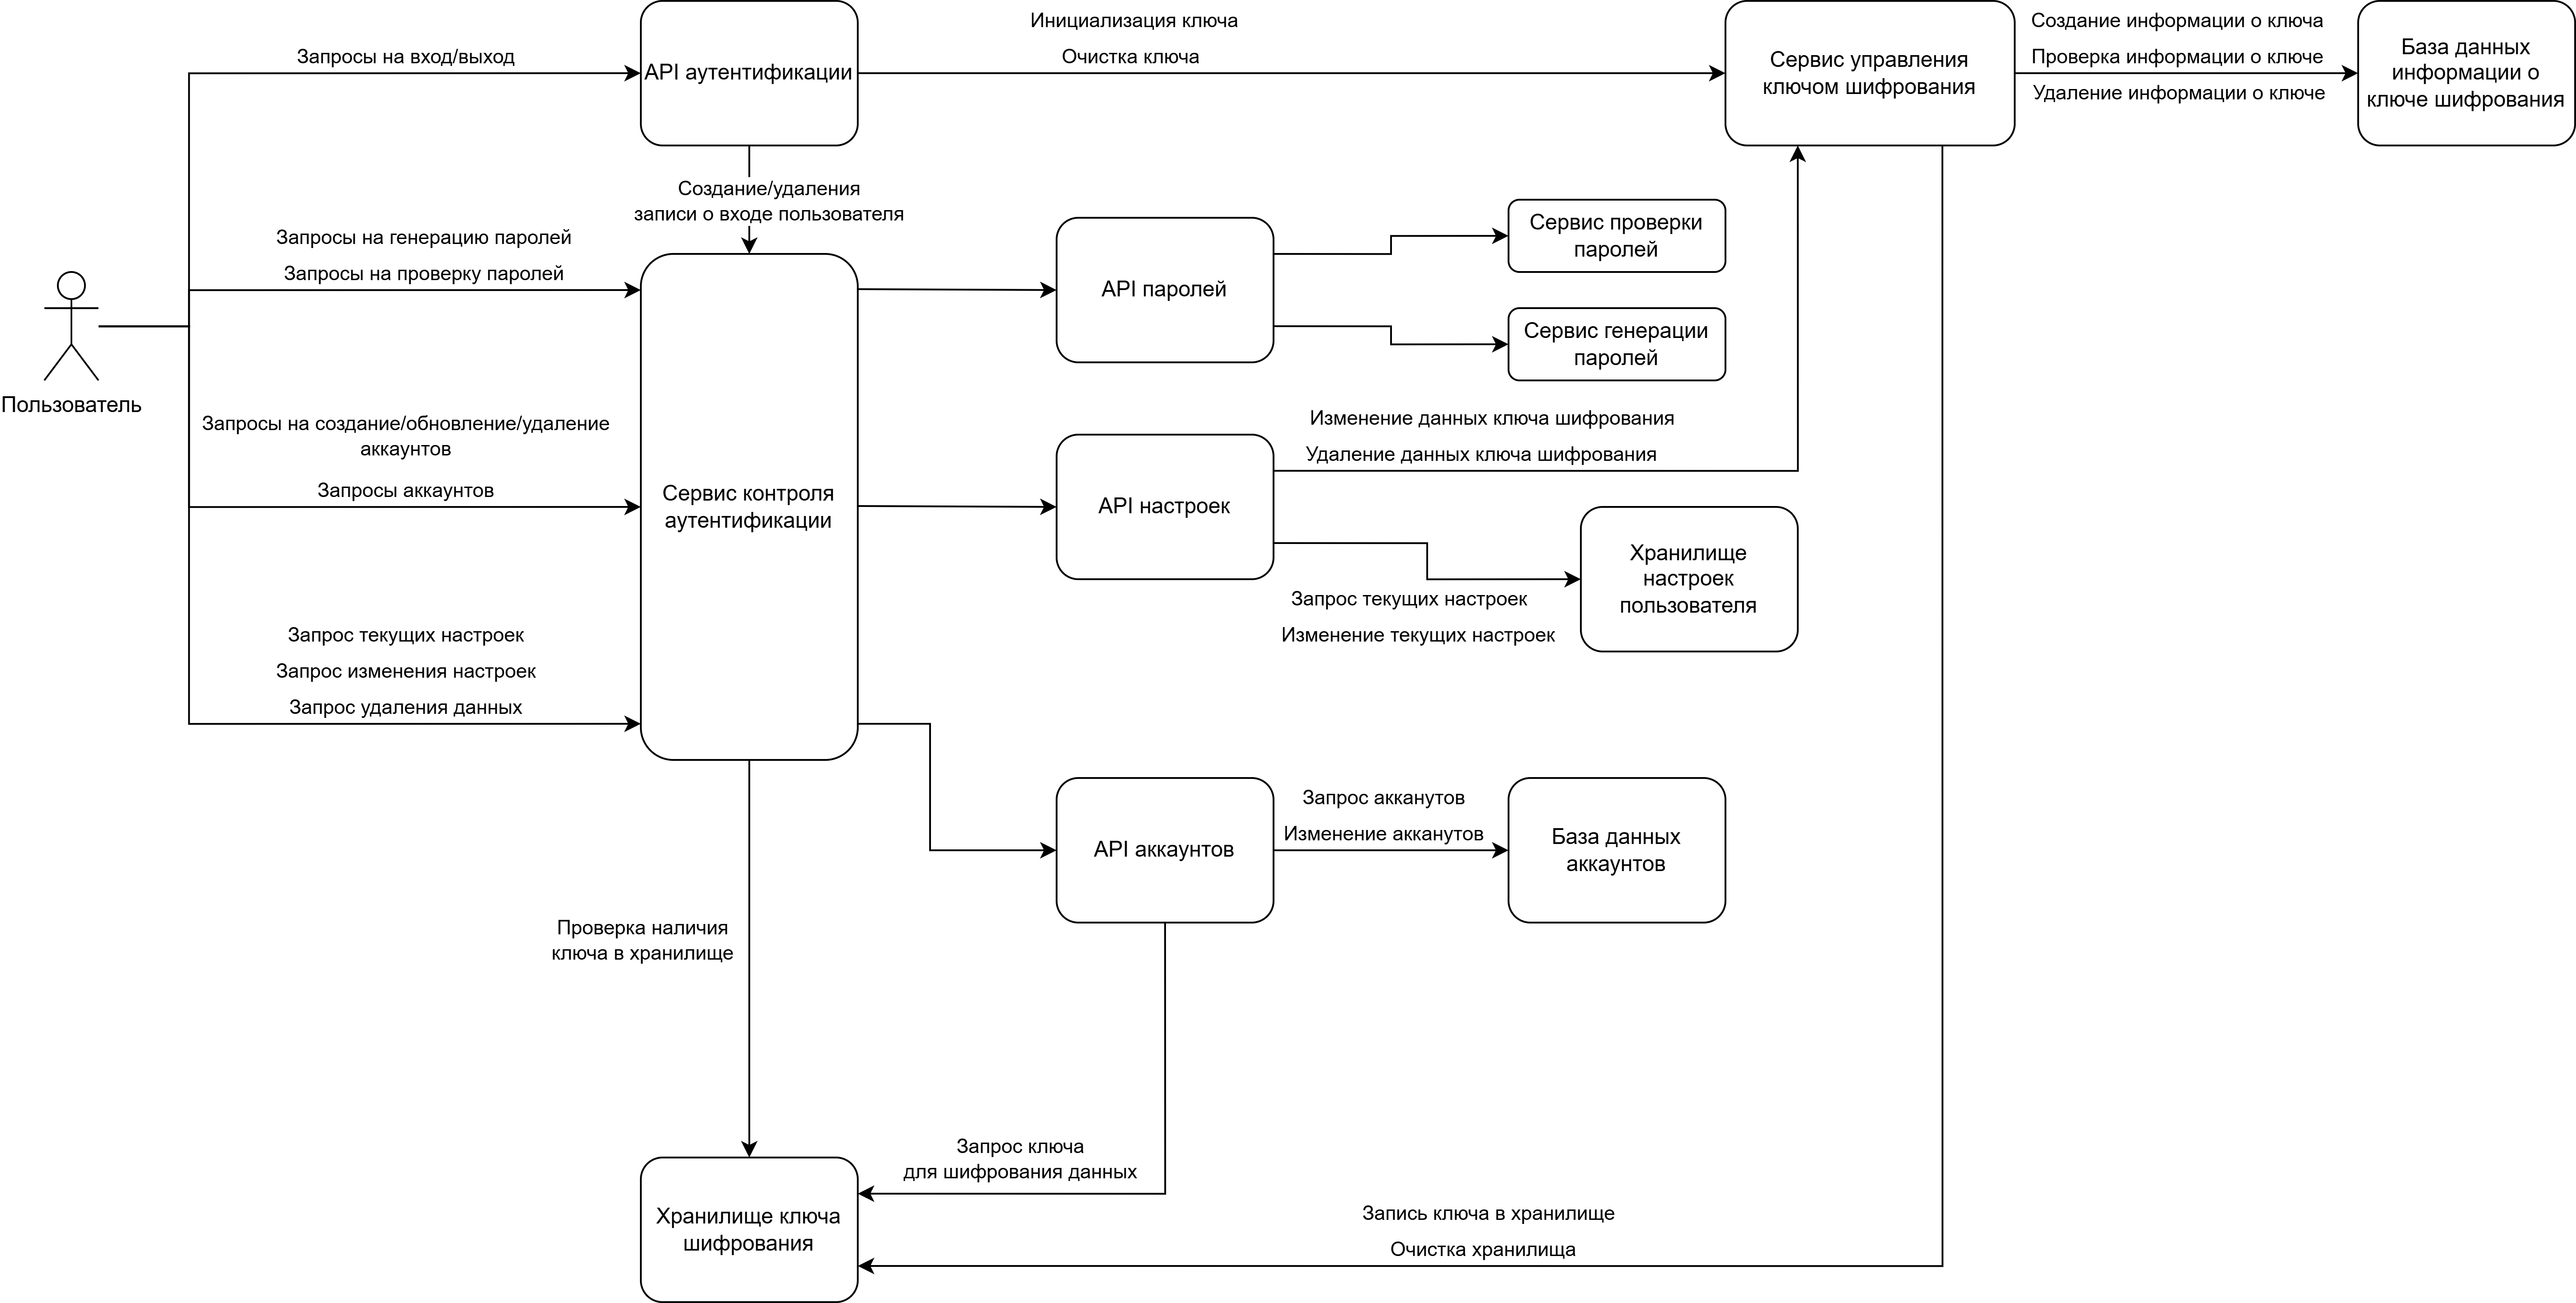 Инициализация ключа
Создание информации о ключа
Запросы на вход/выход
API аутентификации
Очистка ключа
Сервис управления
ключом шифрования
Проверка информации о ключе
Удаление информации о ключе
База данных
информации о
ключе шифрования
Создание/удаления
записи о входе пользователя
Запросы на генерацию паролей
Запросы на проверку паролей
API паролей
Сервис проверки
паролей
Сервис генерации
паролей
Пользователь
Запросы на создание/обновление/удаление
аккаунтов
Запросы аккаунтов
Сервис контроля
аутентификации
API настроек
Изменение данных ключа шифрования
Удаление данных ключа шифрования
Хранилище
настроек
пользователя
Запрос текущих настроек
Изменение текущих настроек
Запрос текущих настроек
Запрос изменения настроек
Запрос удаления данных
API аккаунтов
Запрос акканутов
Изменение акканутов
База данных
аккаунтов
Проверка наличия
ключа в хранилище
Запрос ключа
для шифрования данных
Хранилище ключа
шифрования
Запись ключа в хранилище
Очистка хранилища